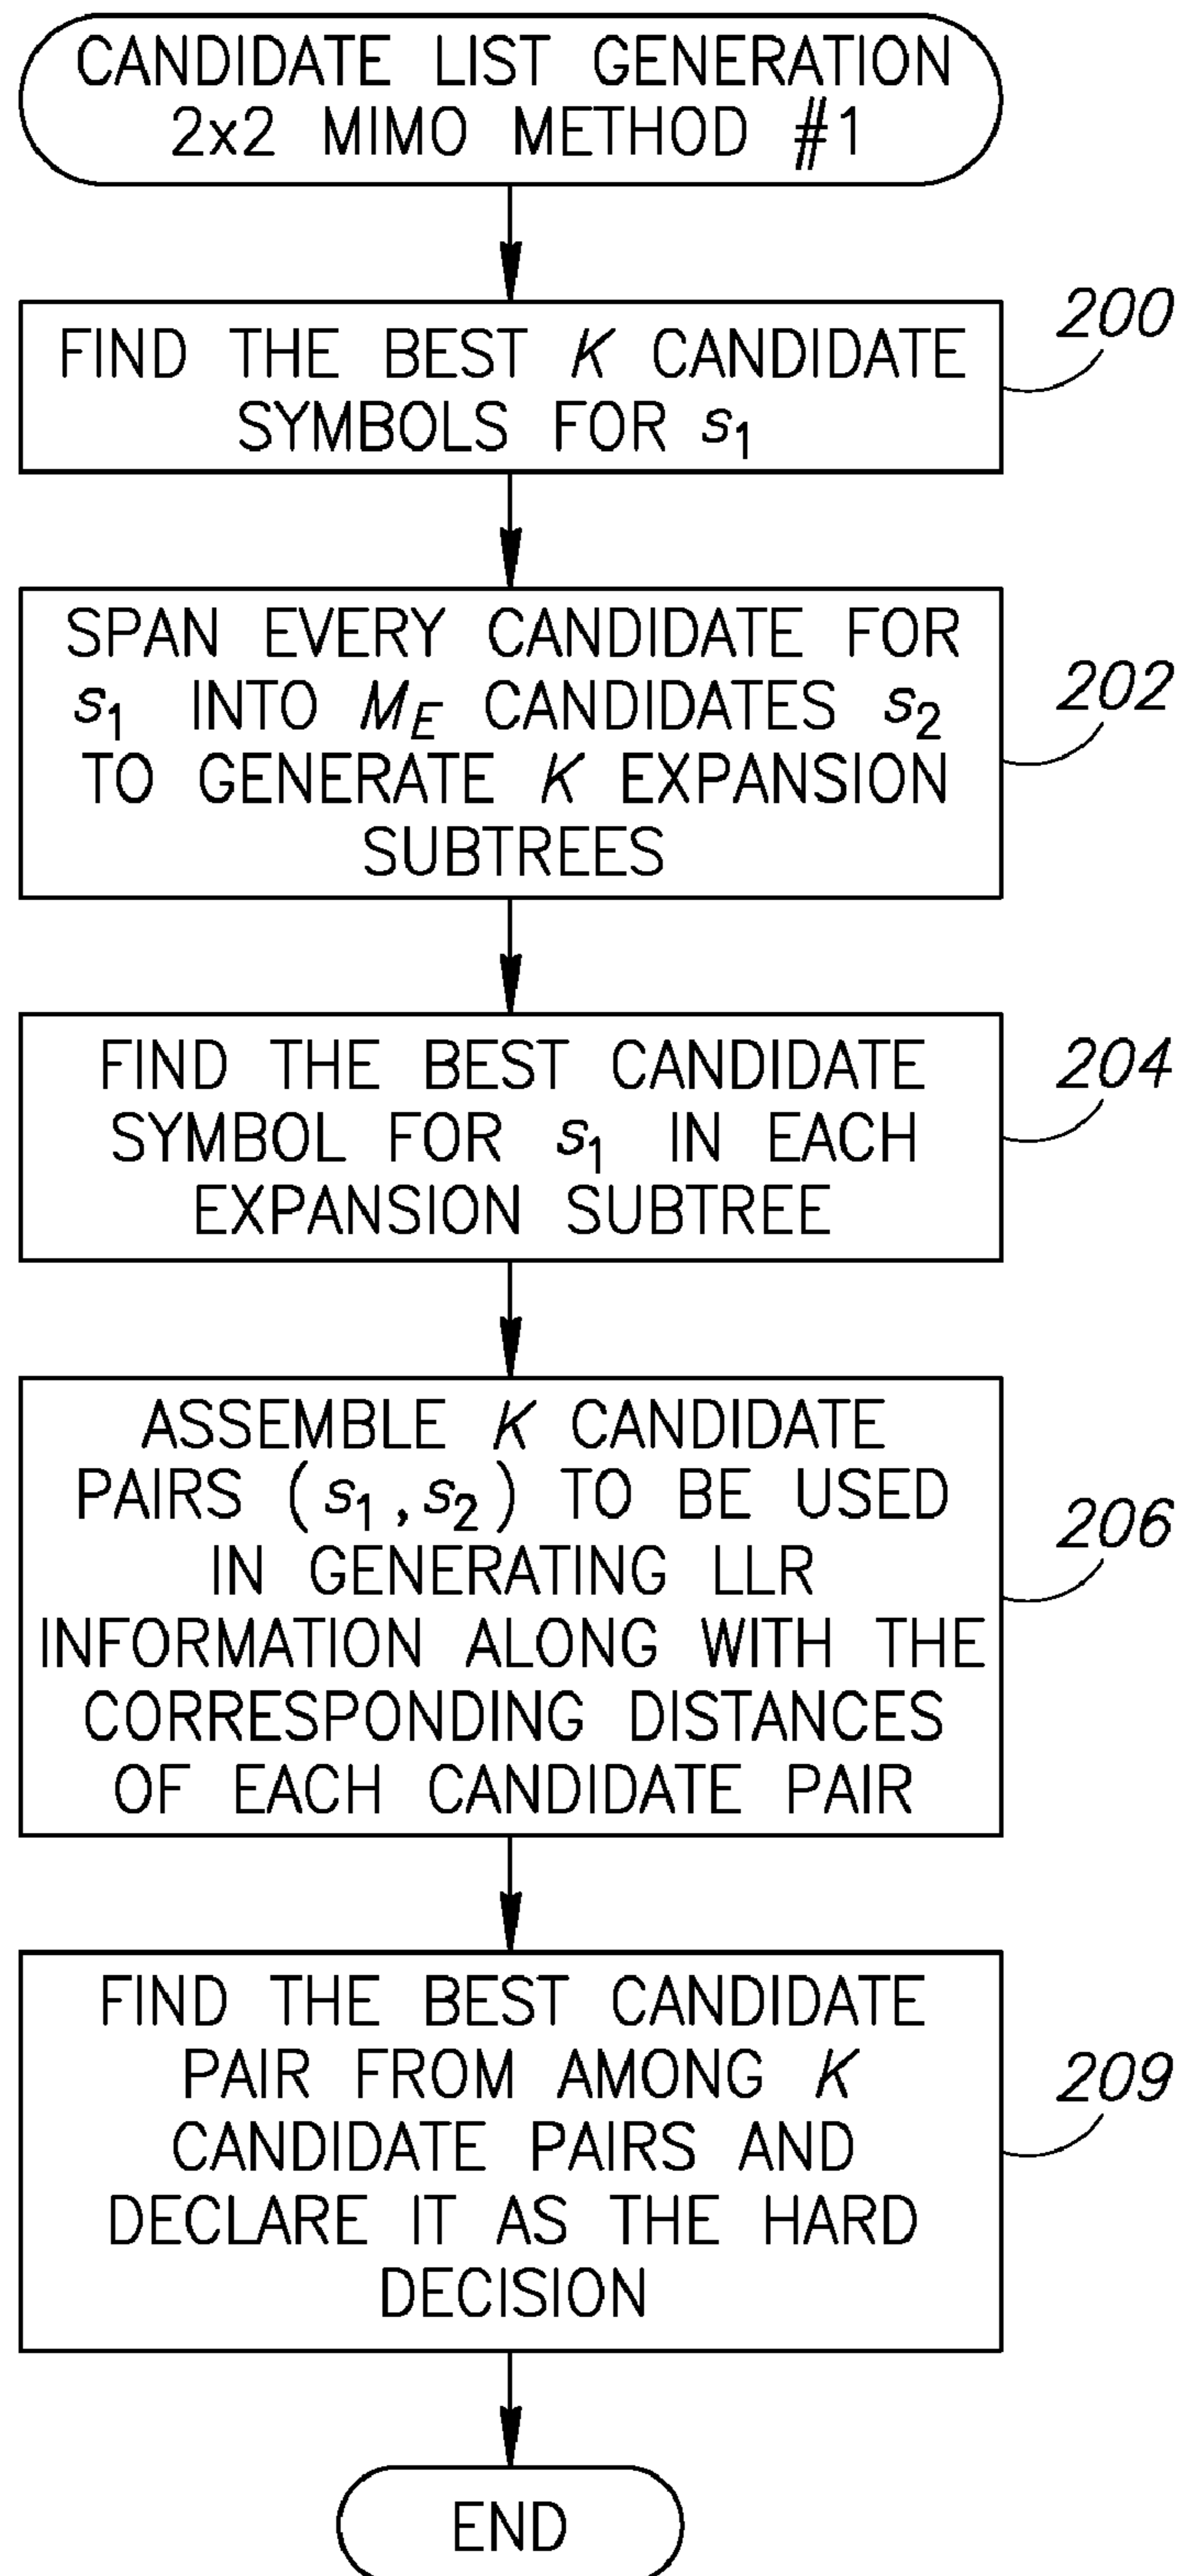 CANDIDATE LIST GENERATION
2x2 MIMO METHOD #1
FIND THE BEST K CANDIDATE
SYMBOLS FOR s1
200
SPAN EVERY CANDIDATE FOR
s1 INTO ME CANDIDATES s2
TO GENERATE K EXPANSION
SUBTREES
202
FIND THE BEST CANDIDATE
SYMBOL FOR s1 IN EACH
EXPANSION SUBTREE
204
ASSEMBLE K CANDIDATE
PAIRS (s1,s2) TO BE USED
IN GENERATING LLR
INFORMATION ALONG WITH THE
CORRESPONDING DISTANCES
OF EACH CANDIDATE PAIR
206
FIND THE BEST CANDIDATE
PAIR FROM AMONG K
CANDIDATE PAIRS AND
DECLARE IT AS THE HARD
DECISION
209
END